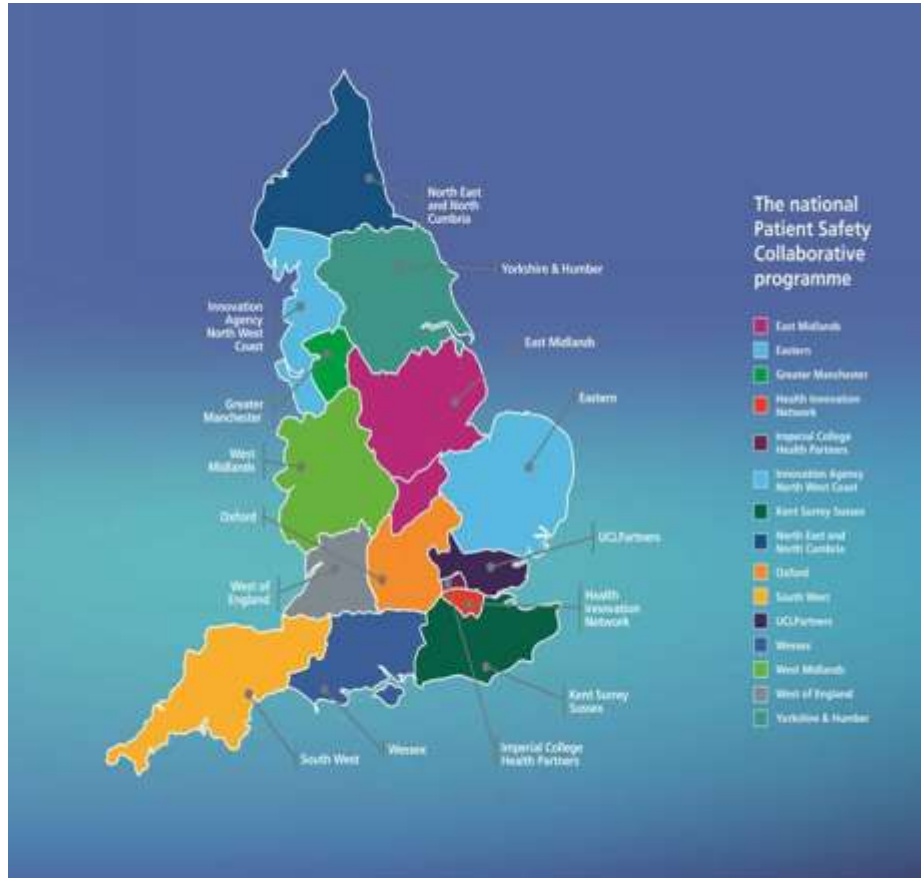 North East
and North
Cumbria
Yorkshire & Humber
Innovation
Agency
North West
Coast
East Midlands
Greater
Manchester
Eastern
West
Midlands
Oxford
UCLPartners
West of
England
Health
Innovation
Network
Kent Surrey
Sussex
South West
Wessex
Imperial College
Health Partners
The national
Patient Safety
Collaborative
programme
East Midlands
Eastern
Greater Manchester
Health Innovation
Network
Imperial College
Health Partners
Innovation Agency
North West Coast
Kent Surrey Sussex
North East and
North Cumbria
Oxford
South West
UCLPartners
Wessex
West Midlands
West of England
Yorkshire & Humber